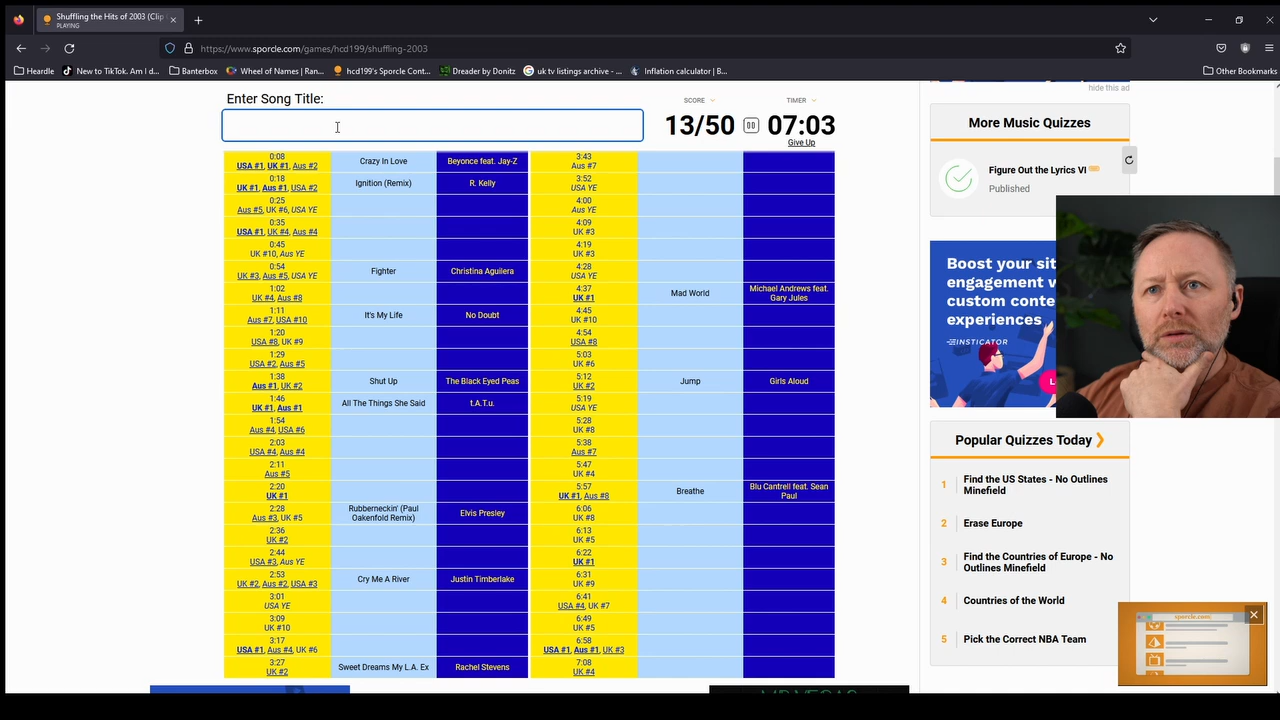 Shuffling the Hits of 2003 (Clip
PLAYING
https://www.sporcle.com/games/hcd199/shuffling-2003
Heardle
New to TikTok. Am I d...
Banterbox
Wheel of Names | Ran...
hcd199's Sporcle Cont...
Dreader by Donitz
uk tv listings archive - ...
Inflation calculator | B...
Other Bookmarks
Enter Song Title:
SCORE
TIMER
13/50
07:03
Give Up
0:08
USA #1, UK #1, Aus #2
Crazy In Love
Beyonce feat. Jay-Z
0:18
UK #1, Aus #1, USA #2
Ignition (Remix)
R. Kelly
0:25
Aus #5, UK #6, USA YE
0:35
USA #1, UK #4, Aus #4
0:45
UK #10, Aus YE
0:54
UK #3, Aus #5, USA YE
Fighter
Christina Aguilera
1:02
UK #4, Aus #8
1:11
Aus #7, USA #10
It's My Life
No Doubt
1:20
USA #8, UK #9
1:29
USA #2, Aus #5
1:38
Aus #1, UK #2
Shut Up
The Black Eyed Peas
1:46
UK #1, Aus #1
All The Things She Said
t.A.T.u.
1:54
Aus #4, USA #6
2:03
USA #4, Aus #4
2:11
Aus #5
2:20
UK #1
2:28
Aus #3, UK #5
Rubberneckin' (Paul
Oakenfold Remix)
Elvis Presley
2:36
UK #2
2:44
USA #3, Aus YE
2:53
UK #2, Aus #2, USA #3
Cry Me A River
Justin Timberlake
3:01
USA YE
3:09
UK #10
3:17
USA #1, Aus #4, UK #6
3:27
UK #2
Sweet Dreams My L.A. Ex
Rachel Stevens
3:43
Aus #7
3:52
USA YE
4:00
Aus YE
4:09
UK #3
4:19
UK #3
4:28
USA YE
4:37
UK #1
Mad World
Michael Andrews feat.
Gary Jules
4:45
UK #10
4:54
USA #8
5:03
UK #6
5:12
UK #2
Jump
Girls Aloud
5:19
USA YE
5:28
UK #8
5:38
Aus #7
5:47
UK #4
5:57
UK #1, Aus #8
Breathe
Blu Cantrell feat. Sean
Paul
6:06
UK #8
6:13
UK #5
6:22
UK #1
6:31
UK #9
6:41
USA #4, UK #7
6:49
UK #5
6:58
USA #1, Aus #1, UK #3
7:08
UK #4
hide this ad
More Music Quizzes
Figure Out the Lyrics VI
Published
Boost your sit
engagement w
custom conte
experiences
INSTICATOR
L
Popular Quizzes Today
1 Find the US States - No Outlines
Minefield
2 Erase Europe
3 Find the Countries of Europe - No
Outlines Minefield
4 Countries of the World
5 Pick the Correct NBA Team